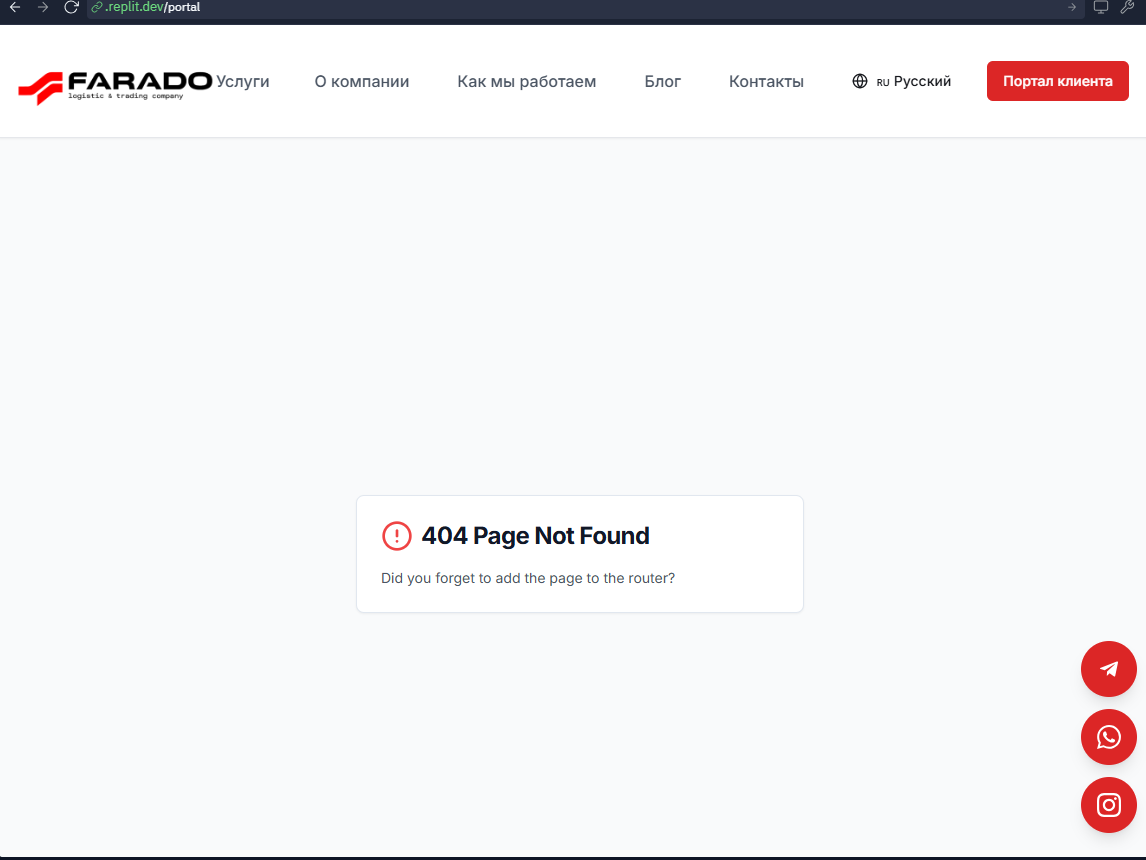 .replit.dev/portal
FARADO
logistic & trading company
Услуги
О компании
Как мы работаем
Блог
Контакты
RU Русский
Портал клиента
404 Page Not Found
Did you forget to add the page to the router?